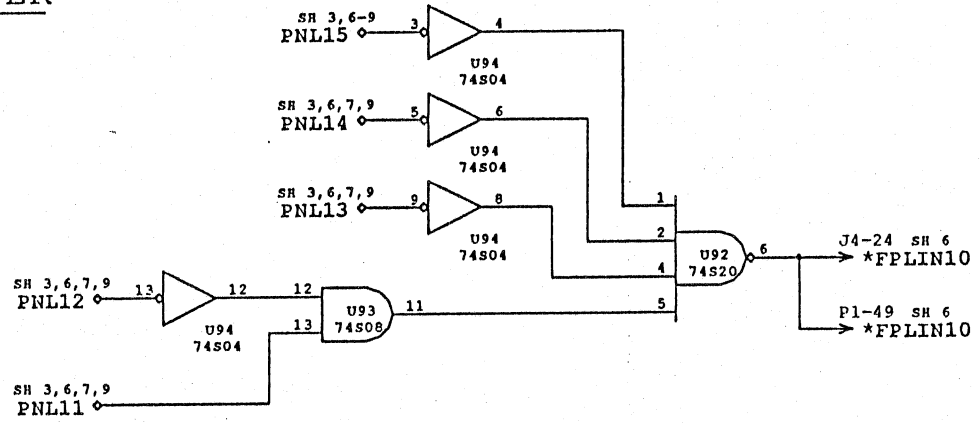 SH 3,6-9
PNL15
3
4
U94
74S04
SH 3,6,7,9
PNL14
5
6
U94
74S04
SH 3,6,7,9
PNL13
9
8
U94
74S04
1
2
4
5
U92
74S20
6
J4-24 SH 6
*FPLIN10
P1-49 SH 6
*FPLIN10
SH 3,6,7,9
PNL12
13
12
U94
74S04
12
13
U93
74S08
11
SH 3,6,7,9
PNL11